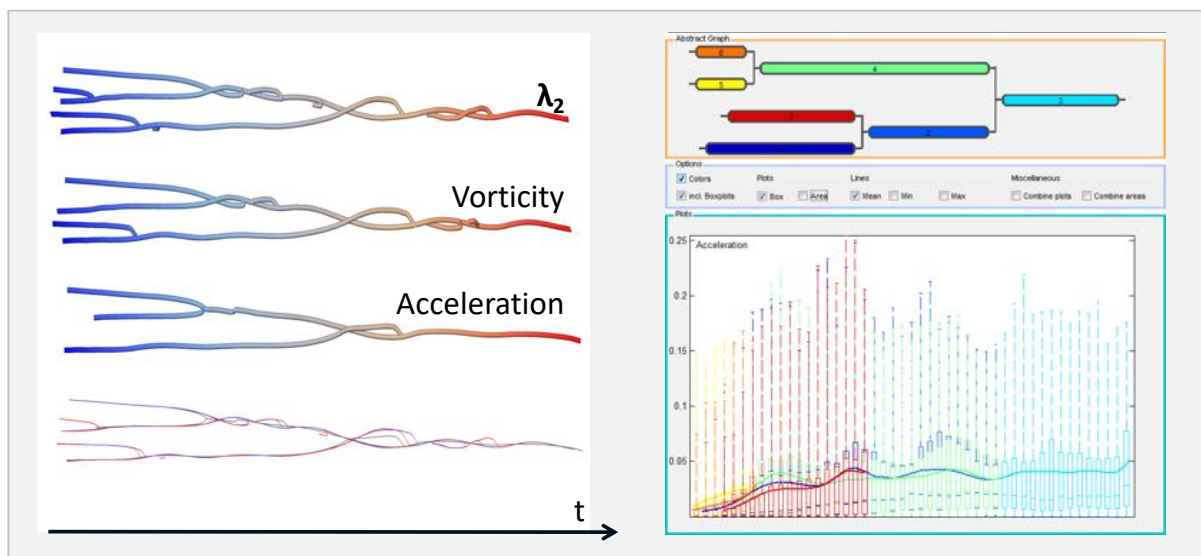 λ₂
Vorticity
Acceleration
t
Abstract Graph
6
5
4
3
2
Options
Colors Plots Lines Miscellaneous
incl. Boxplots Box Area Mean Min Max Combine plots Combine areas
Plots
0.25
Acceleration
0.2
0.15
0.1
0.05